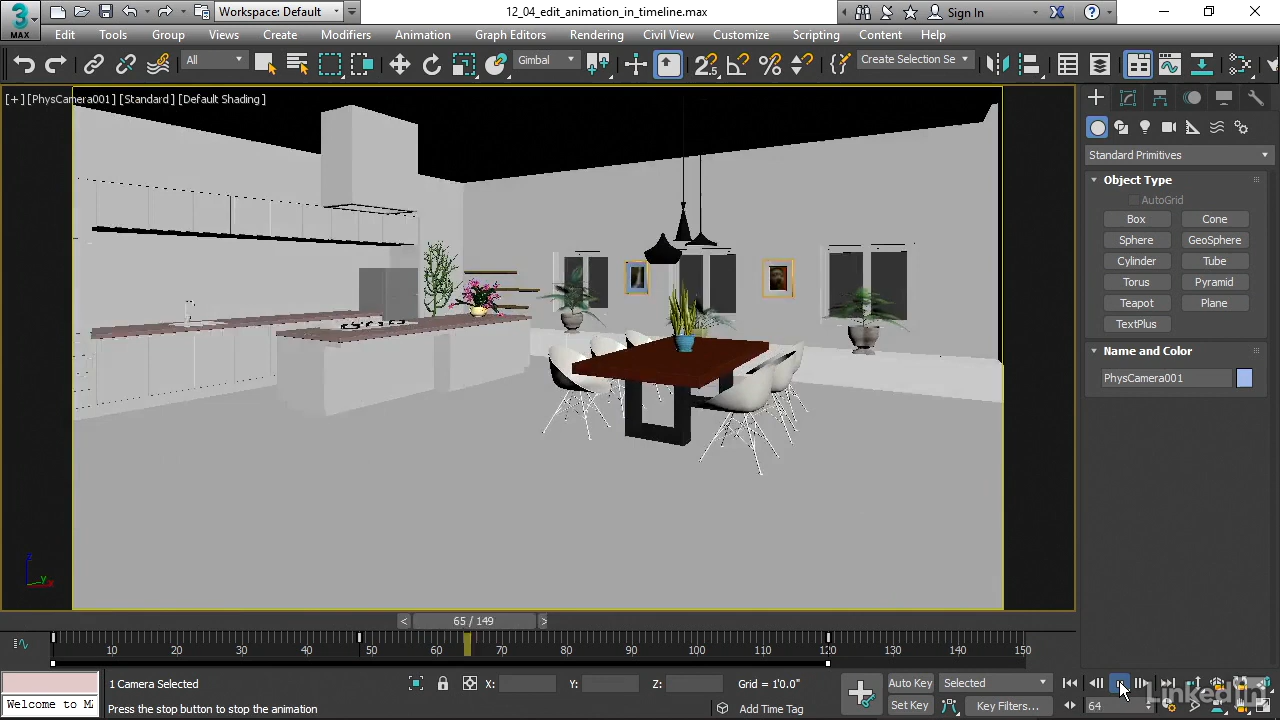 12_04_edit_animation_in_timeline.max
Workspace: Default
Sign In
MAX
Edit Tools Group Views Create Modifiers Animation Graph Editors Rendering Civil View Customize Scripting Content Help
All Gimbal Create Selection Se
[+] [PhysCamera001] [Standard] [Default Shading]
Standard Primitives
Object Type
AutoGrid
Box Cone
Sphere GeoSphere
Cylinder Tube
Torus Pyramid
Teapot Plane
TextPlus
Name and Color
PhysCamera001
< 65 / 149 >
10 20 30 40 50 60 70 80 90 100 110 120 130 140 150
1 Camera Selected X: Y: Z: Grid = 1'0.0" Auto Key Selected
Welcome to MA Press the stop button to stop the animation Add Time Tag Set Key Key Filters... 64
LinkedIn